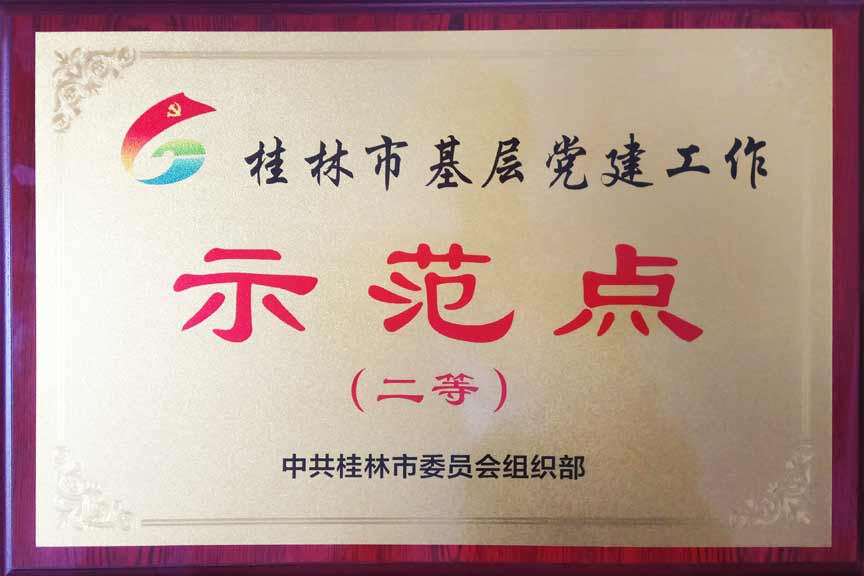 桂林市基层党建工作
示范点
（二等）
中共桂林市委员会组织部